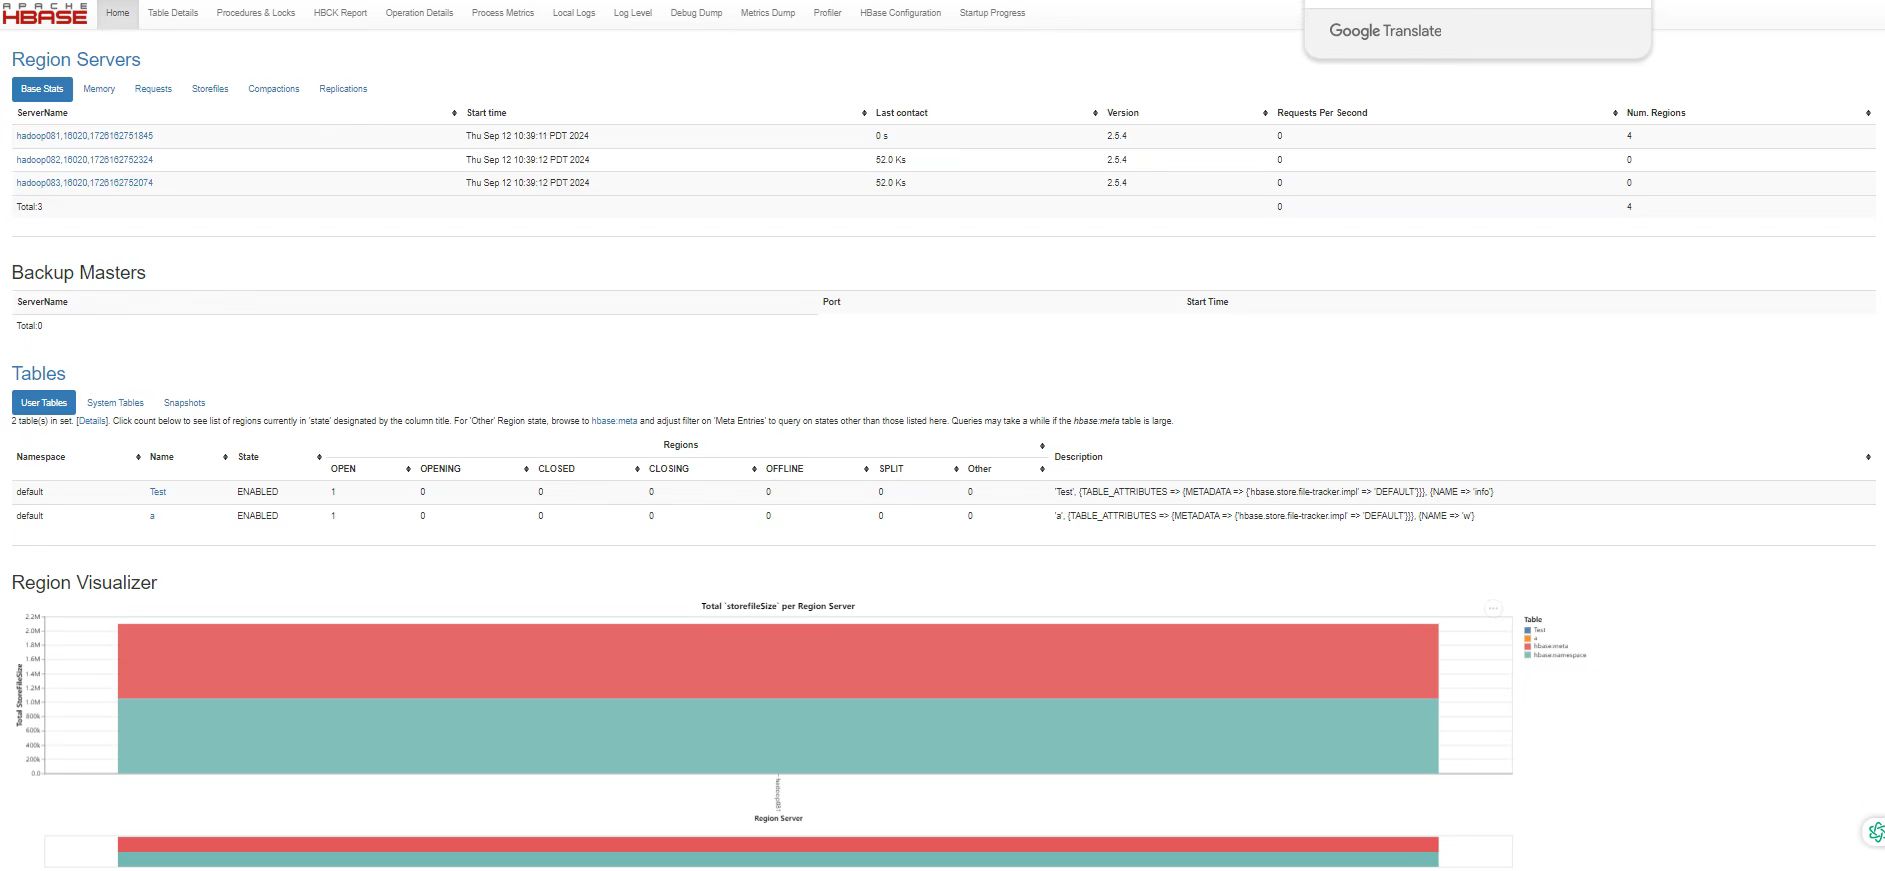 APACHE
HBASE
Home Table Details Procedures & Locks HBCK Report Operation Details Process Metrics Local Logs Log Level Debug Dump Metrics Dump Profiler HBase Configuration Startup Progress
Google Translate
Region Servers
Base Stats Memory Requests Storefiles Compactions Replications
ServerName Start time Last contact Version Requests Per Second Num. Regions
hadoop081,16020,1726162751845 Thu Sep 12 10:39:11 PDT 2024 0 s 2.5.4 0 4
hadoop082,16020,1726162752324 Thu Sep 12 10:39:12 PDT 2024 52.0 Ks 2.5.4 0 0
hadoop083,16020,1726162752074 Thu Sep 12 10:39:12 PDT 2024 52.0 Ks 2.5.4 0 0
Total:3 0 4
Backup Masters
ServerName Port Start Time
Total:0
Tables
User Tables System Tables Snapshots
2 table(s) in set. [Details]. Click count below to see list of regions currently in 'state' designated by the column title. For 'Other' Region state, browse to hbase:meta and adjust filter on 'Meta Entries' to query on states other than those listed here. Queries may take a while if the hbase:meta table is large.
Regions
Namespace Name State Description
OPEN OPENING CLOSED CLOSING OFFLINE SPLIT Other
default Test ENABLED 1 0 0 0 0 0 0 'Test', {TABLE_ATTRIBUTES => {METADATA => {'hbase.store.file-tracker.impl' => 'DEFAULT'}}}, {NAME => 'info'}
default a ENABLED 1 0 0 0 0 0 0 'a', {TABLE_ATTRIBUTES => {METADATA => {'hbase.store.file-tracker.impl' => 'DEFAULT'}}}, {NAME => 'w'}
Region Visualizer
Total `storefileSize` per Region Server
Total StoreFileSize
2.2M
2.0M
1.8M
1.6M
1.4M
1.2M
1.0M
800k
600k
400k
200k
0.0
Table
Test
a
hbase:meta
hbase:namespace
hadoop081
Region Server